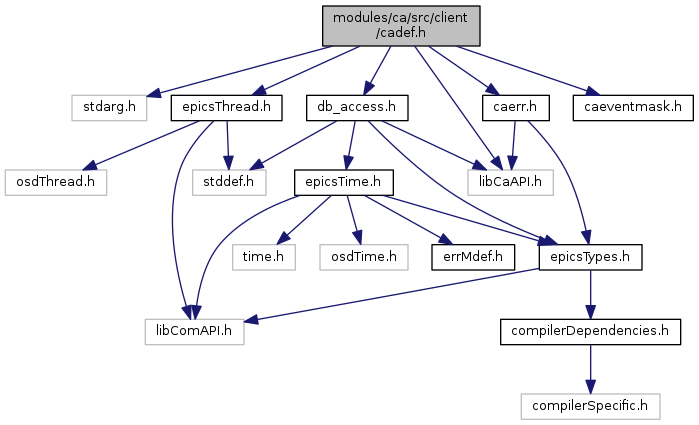 modules/ca/src/client
/cadef.h
stdarg.h
epicsThread.h
db_access.h
caerr.h
caeventmask.h
osdThread.h
stddef.h
epicsTime.h
libCaAPI.h
time.h
osdTime.h
errMdef.h
epicsTypes.h
libComAPI.h
compilerDependencies.h
compilerSpecific.h